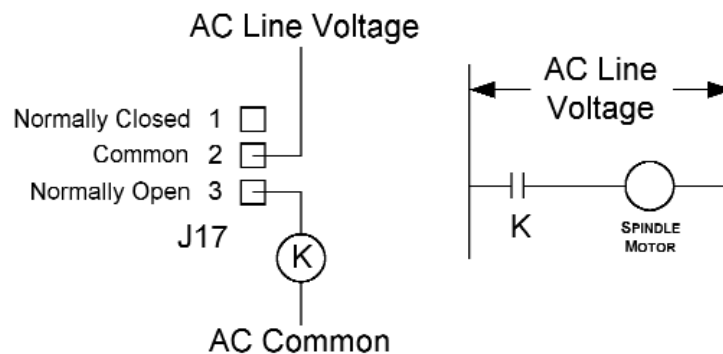 AC Line Voltage
Normally Closed 1
Common 2
Normally Open 3
J17
K
AC Common
AC Line
Voltage
K
SPINDLE
MOTOR